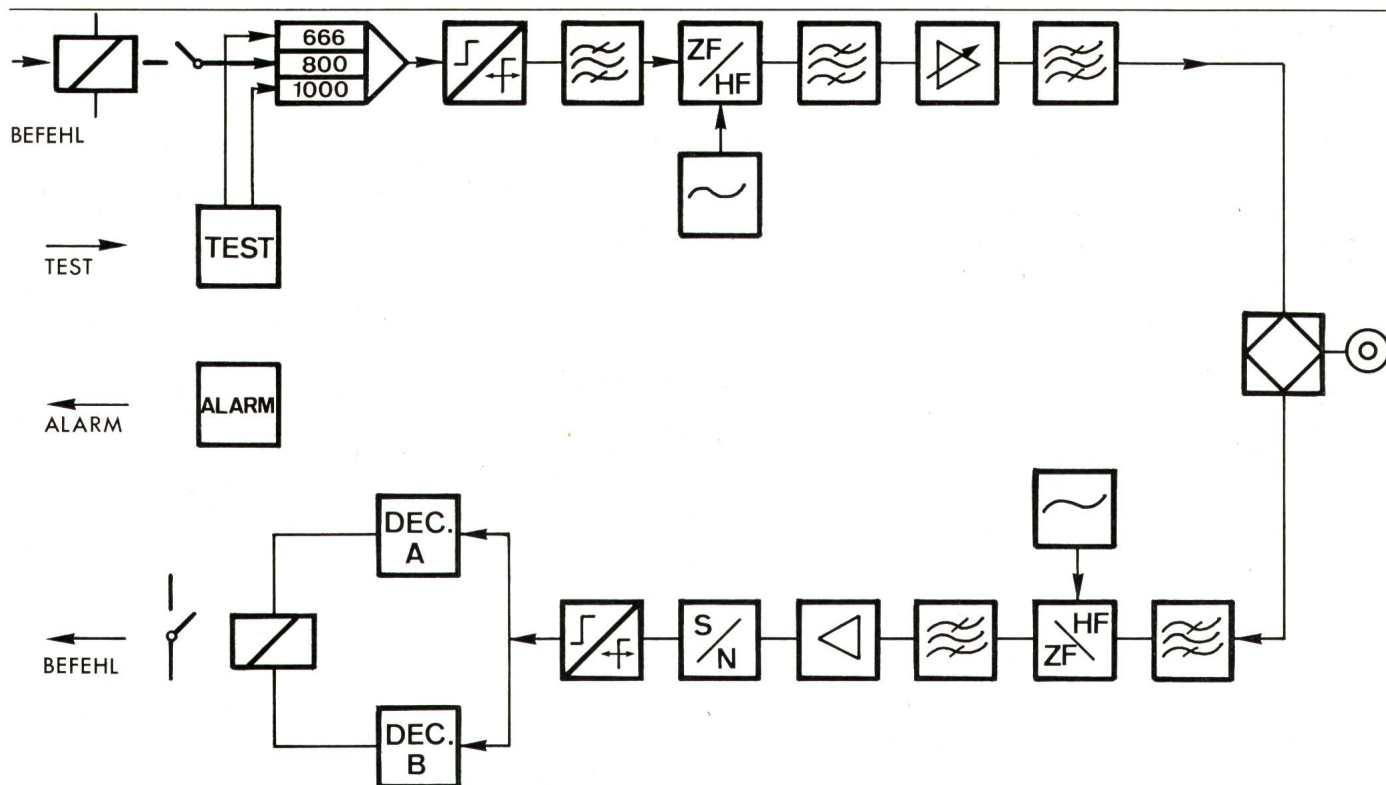 666
800
1000
ZF/HF
BEFEHL
TEST
TEST
ALARM
ALARM
DEC.
A
S/N
HF
ZF
BEFEHL
DEC.
B